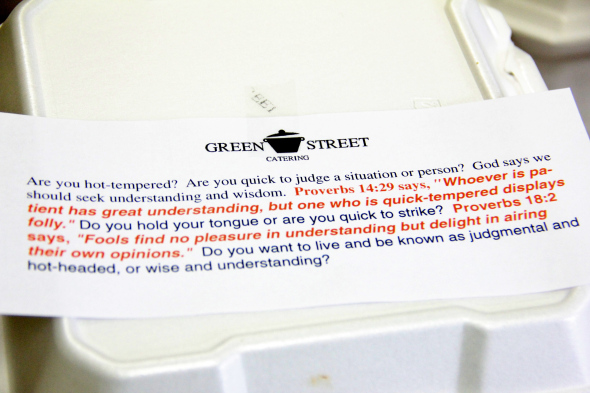 GREEN STREET
CATERING
Are you hot-tempered? Are you quick to judge a situation or person? God says we
should seek understanding and wisdom. Proverbs 14:29 says, "Whoever is pa-
tient has great understanding, but one who is quick-tempered displays
folly." Do you hold your tongue or are you quick to strike? Proverbs 18:2
says, "Fools find no pleasure in understanding but delight in airing
their own opinions." Do you want to live and be known as judgmental and
hot-headed, or wise and understanding?